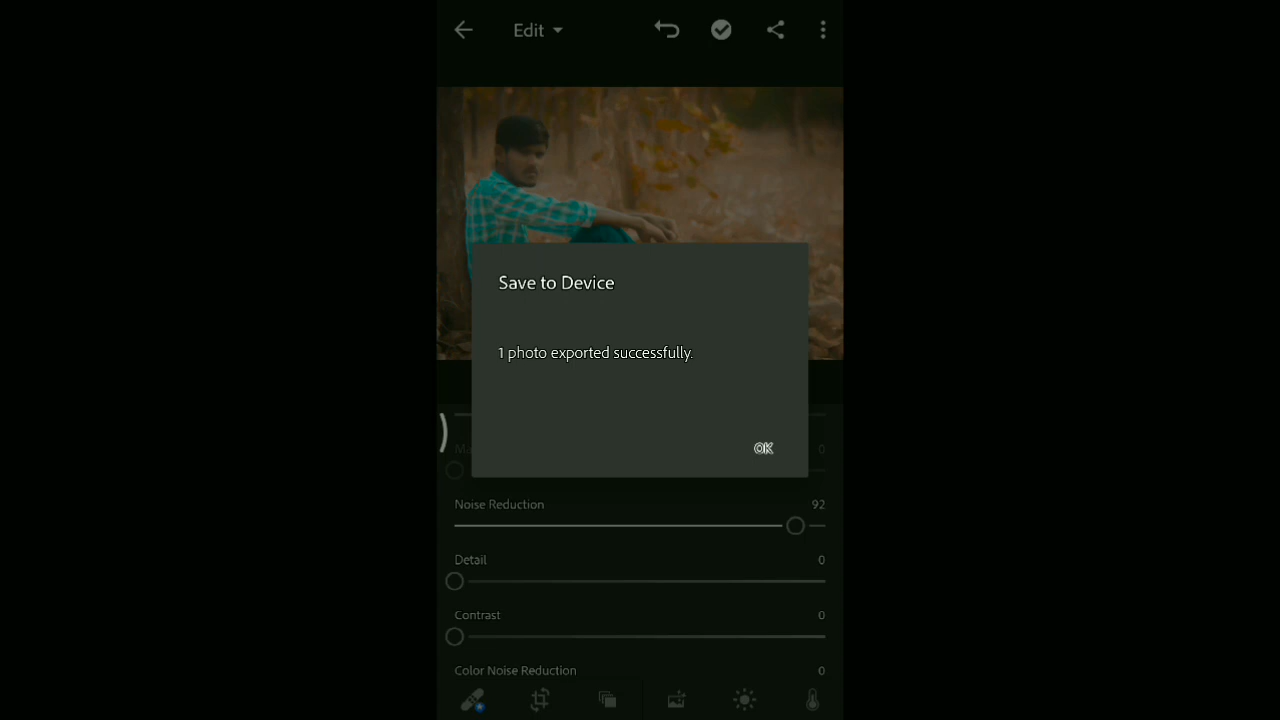 Edit
Save to Device
1 photo exported successfully.
OK
0
Noise Reduction 92
Detail 0
Contrast 0
Color Noise Reduction 0